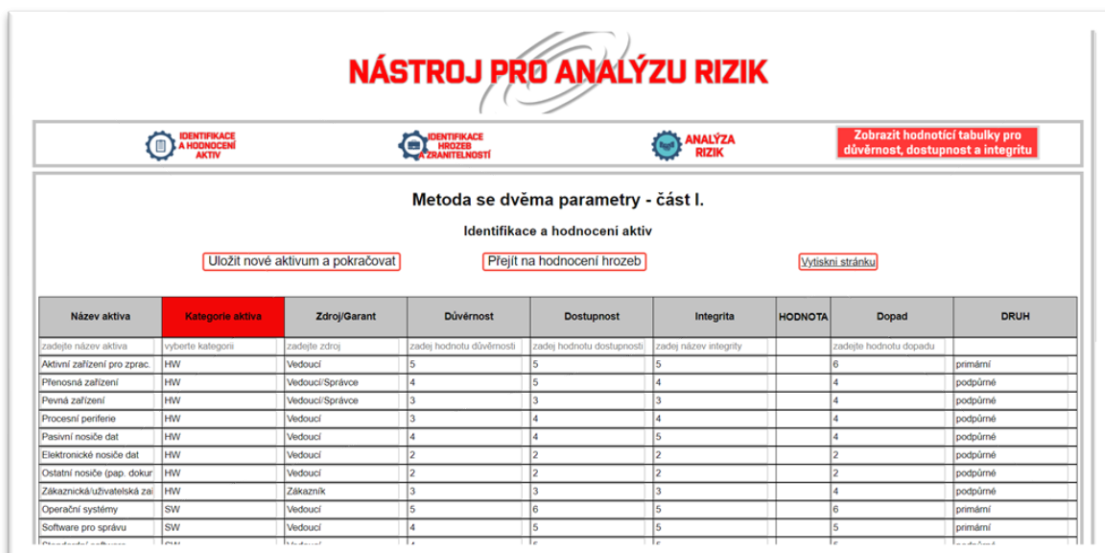 NÁSTROJ PRO ANALÝZU RIZIK
IDENTIFIKACE
A HODNOCENÍ
AKTIV
IDENTIFIKACE
HROZEB
A ZRANITELNOSTÍ
ANALÝZA
RIZIK
Zobrazit hodnotící tabulky pro
důvěrnost, dostupnost a integritu
Metoda se dvěma parametry - část I.
Identifikace a hodnoceni aktiv
Uložit nové aktivum a pokračovat Přejít na hodnocení hrozeb Vytiskni stránku
Název aktiva Kategorie aktiva Zdroj/Garant Důvěrnost Dostupnost Integrita HODNOTA Dopad DRUH
zadejte název aktiva vyberte kategorii zadejte zdroj zadej hodnotu důvěrnosti zadej hodnotu dostupnosti zadej název integrity zadejte hodnotu dopadu
Aktivní zařízení pro zprac. HW Vedoucí 5 5 5 6 primární
Přenosná zařízení HW Vedoucí/Správce 4 5 4 4 podpůrné
Pevná zařízení HW Vedoucí/Správce 3 3 3 4 podpůrné
Procesní periferie HW Vedoucí 3 4 4 4 podpůrné
Pasivní nosiče dat HW Vedoucí 4 4 5 4 podpůrné
Elektronické nosiče dat HW Vedoucí 2 2 2 2 podpůrné
Ostatní nosiče (pap. dokur HW Vedoucí 2 2 2 2 podpůrné
Zákaznická/uživatelská zai HW Zákazník 3 3 3 4 podpůrné
Operační systémy SW Vedoucí 5 6 5 6 primární
Software pro správu SW Vedoucí 4 5 5 5 primární